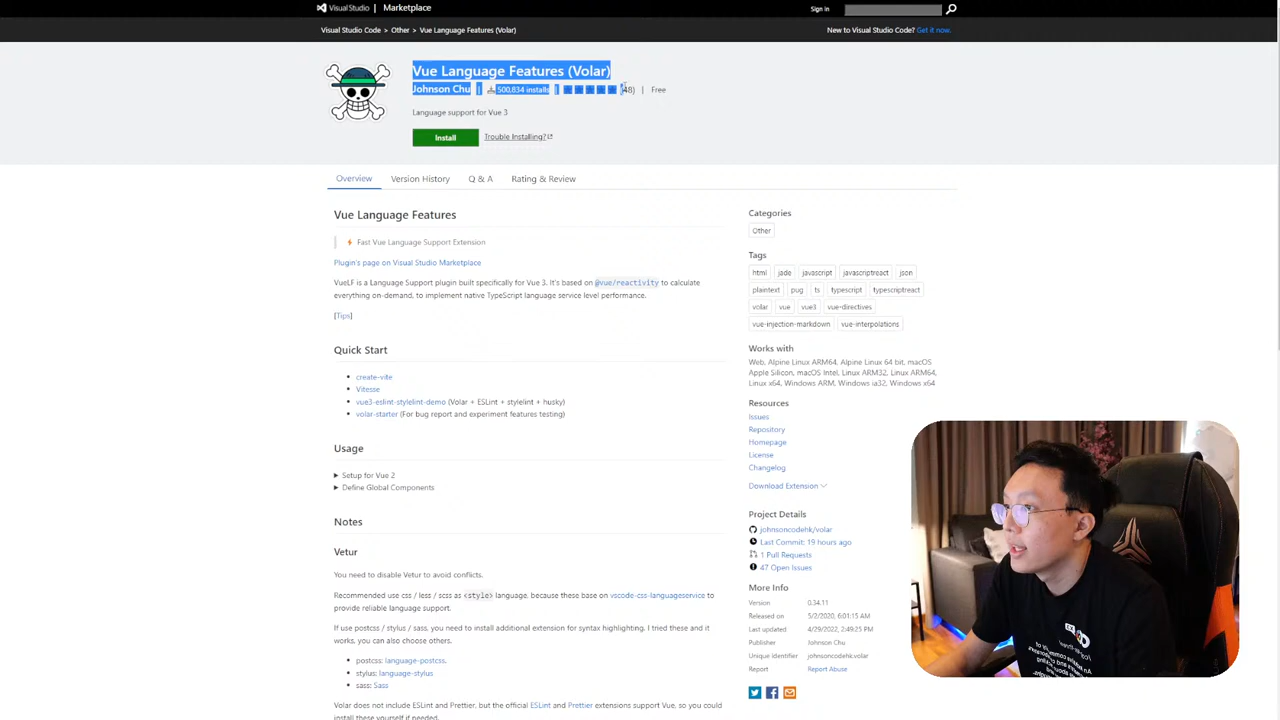 Visual Studio | Marketplace
Sign in
Visual Studio Code > Other > Vue Language Features (Volar)
New to Visual Studio Code? Get it now.
Vue Language Features (Volar)
Johnson Chu | 500,834 installs | (48) | Free
Language support for Vue 3
Install
Trouble Installing?
Overview
Version History
Q & A
Rating & Review
Vue Language Features
Fast Vue Language Support Extension
Plugin's page on Visual Studio Marketplace
VueLF is a Language Support plugin built specifically for Vue 3. It's based on @vue/reactivity to calculate
everything on-demand, to implement native TypeScript language service level performance.
[Tips]
Quick Start
• create-vite
• Vitesse
• vue3-eslint-stylelint-demo (Volar + ESLint + stylelint + husky)
• volar-starter (For bug report and experiment features testing)
Usage
Setup for Vue 2
Define Global Components
Notes
Vetur
You need to disable Vetur to avoid conflicts.
Recommended use css / less / scss as <style> language, because these base on vscode-css-languageservice to
provide reliable language support.
If use postcss / stylus / sass, you need to install additional extension for syntax highlighting. I tried these and it
works, you can also choose others.
• postcss: language-postcss.
• stylus: language-stylus
• sass: Sass
Volar does not include ESLint and Prettier, but the official ESLint and Prettier extensions support Vue, so you could
install these yourself if needed.
Categories
Other
Tags
html jade javascript javascriptreact json
plaintext pug ts typescript typescriptreact
volar vue vue3 vue-directives
vue-injection-markdown vue-interpolations
Works with
Web, Alpine Linux ARM64, Alpine Linux 64 bit, macOS
Apple Silicon, macOS Intel, Linux ARM32, Linux ARM64,
Linux x64, Windows ARM, Windows ia32, Windows x64
Resources
Issues
Repository
Homepage
License
Changelog
Download Extension
Project Details
johnsoncodehk/volar
Last Commit: 19 hours ago
1 Pull Requests
47 Open Issues
More Info
Version 0.34.11
Released on 5/2/2020, 6:01:15 AM
Last updated 4/29/2022, 2:49:25 PM
Publisher Johnson Chu
Unique Identifier johnsoncodehk.volar
Report Report Abuse